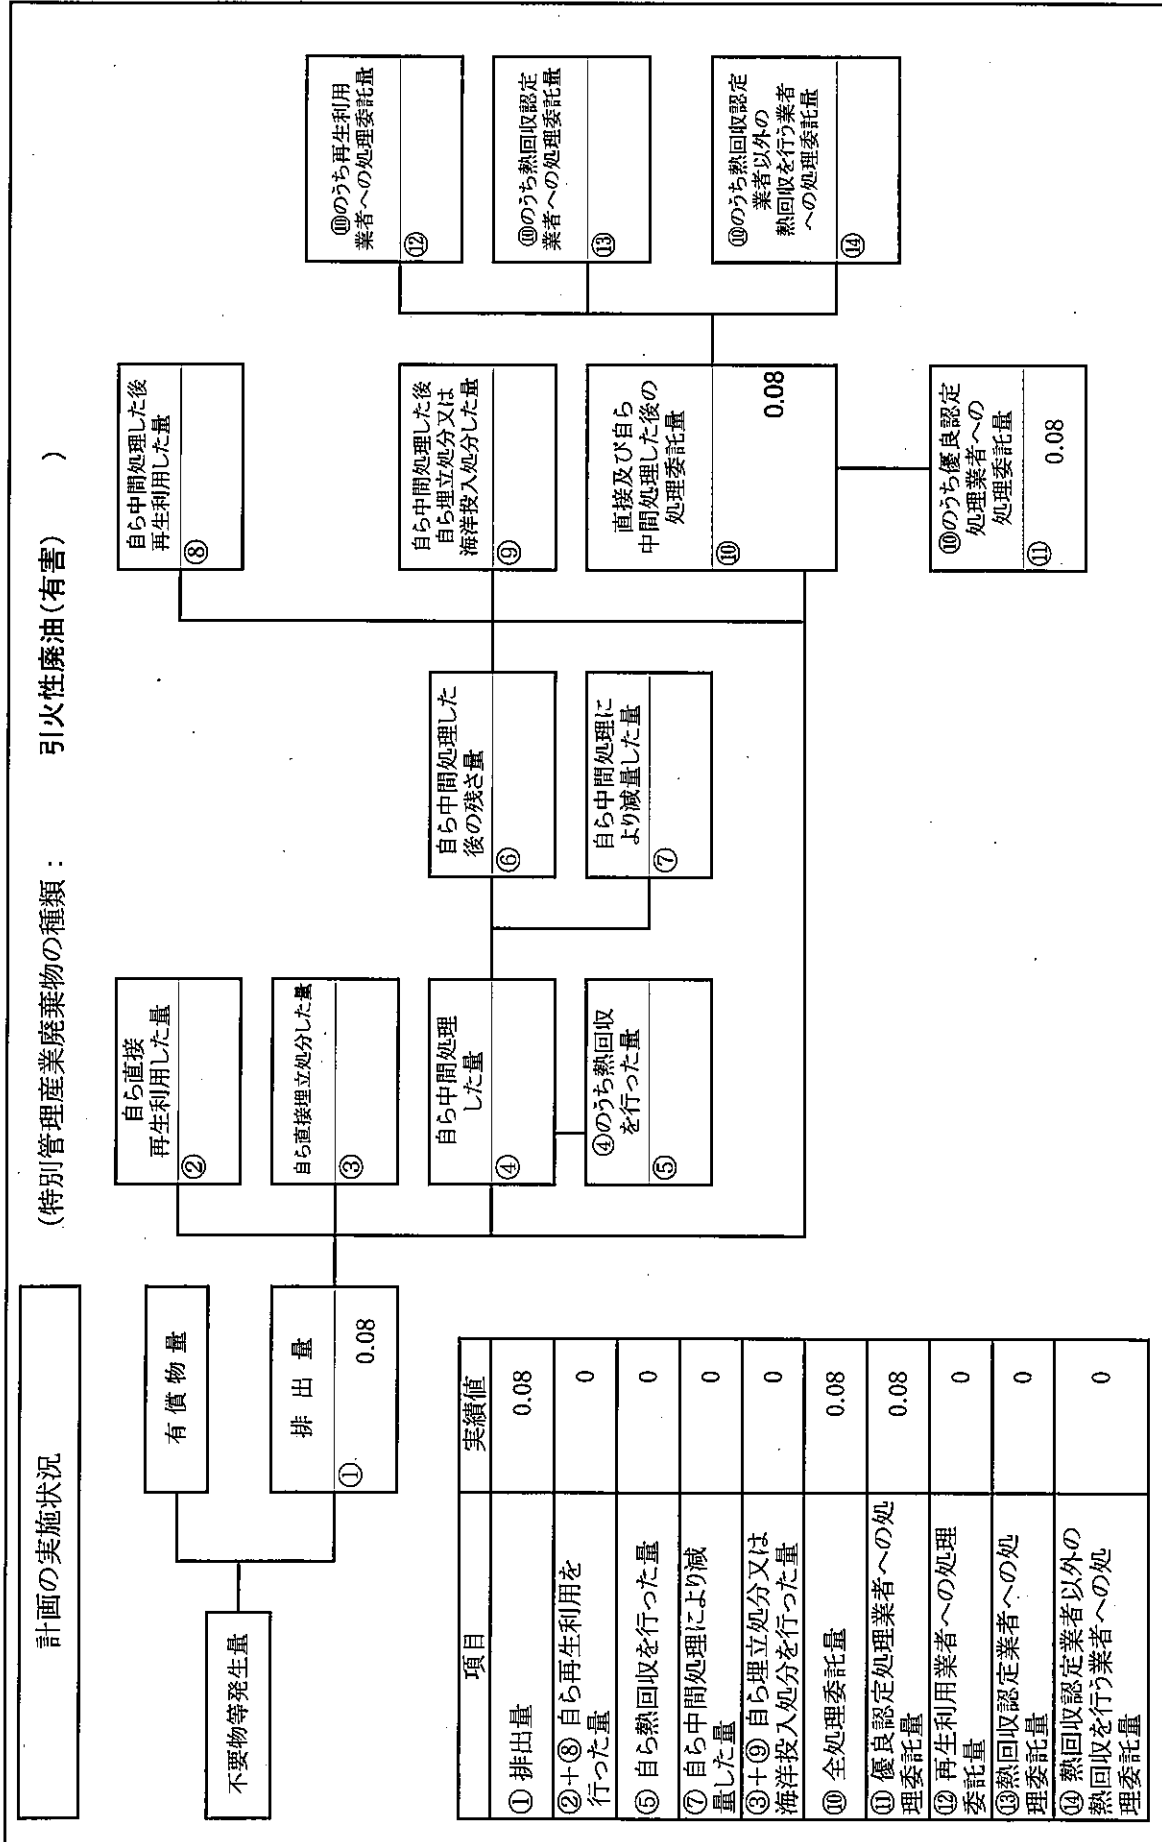 計画の実施状況
(特別管理産業廃棄物の種類： 引火性廃油(有害) )
不要物等発生量
有償物量
排出量
① 0.08
自ら直接
再生利用した量
②
自ら直接埋立処分した量
③
自ら中間処理
した量
④
④のうち熱回収
を行った量
⑤
自ら中間処理した
後の残さ量
⑥
自ら中間処理に
より減量した量
⑦
自ら中間処理した後
再生利用した量
⑧
自ら中間処理した後
自ら埋立処分又は
海洋投入処分した量
⑨
直接及び自ら
中間処理した後の
処理委託量
⑩ 0.08
⑩のうち優良認定
処理業者への
処理委託量
⑪ 0.08
⑩のうち再生利用
業者への処理委託量
⑫
⑩のうち熱回収認定
業者への処理委託量
⑬
⑩のうち熱回収認定
業者以外の
熱回収を行う業者
への処理委託量
⑭
項目 実績値
① 排出量 0.08
②+⑧ 自ら再生利用を
行った量 0
⑤ 自ら熱回収を行った量 0
⑦ 自ら中間処理により減
量した量 0
③+⑨ 自ら埋立処分又は
海洋投入処分を行った量 0
⑩ 全処理委託量 0.08
⑪ 優良認定処理業者への処
理委託量 0.08
⑫ 再生利用業者への処理
委託量 0
⑬熱回収認定業者への処
理委託量 0
⑭ 熱回収認定業者以外の
熱回収を行う業者への処
理委託量 0